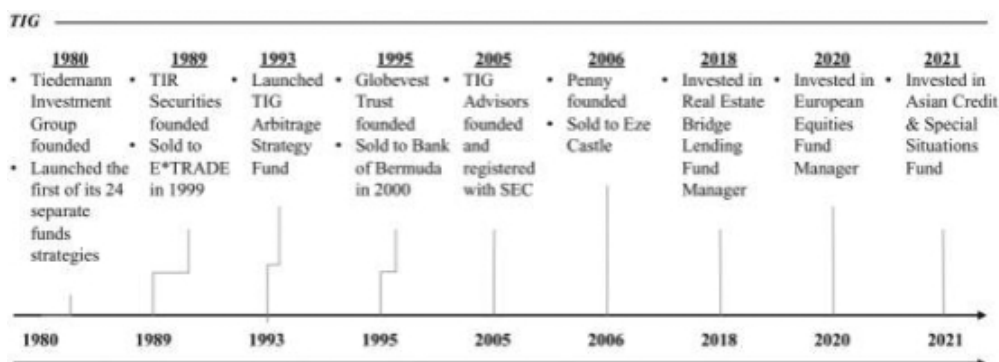 TIG
1980
• Tiedemann
Investment
Group
founded
• Launched the
first of its 24
separate
funds
strategies
1989
• TIR
Securities
founded
• Sold to
E*TRADE
in 1999
1993
• Launched
TIG
Arbitrage
Strategy
Fund
1995
• Globevest
Trust
founded
• Sold to Bank
of Bermuda
in 2000
2005
• TIG
Advisors
founded
and
registered
with SEC
2006
• Penny
founded
• Sold to Eze
Castle
2018
• Invested in
Real Estate
Bridge
Lending
Fund
Manager
2020
• Invested in
European
Equities
Fund
Manager
2021
• Invested in
Asian Credit
& Special
Situations
Fund
1980 1989 1993 1995 2005 2006 2018 2020 2021